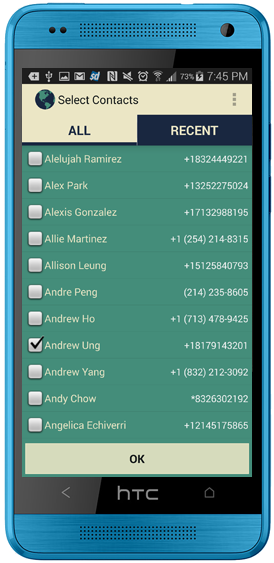 73% 7:45 PM
Select Contacts
ALL RECENT
Alelujah Ramirez +18324449221
Alex Park +13252275024
Alexis Gonzalez +17132988195
Allie Martinez +1 (254) 214-8315
Allison Leung +15125840793
Andre Peng (214) 235-8605
Andrew Ho +1 (713) 478-9425
Andrew Ung +18179143201
Andrew Yang +1 (832) 212-3092
Andy Chow *8326302192
Angelica Echiverri +12145175865
OK
hTC